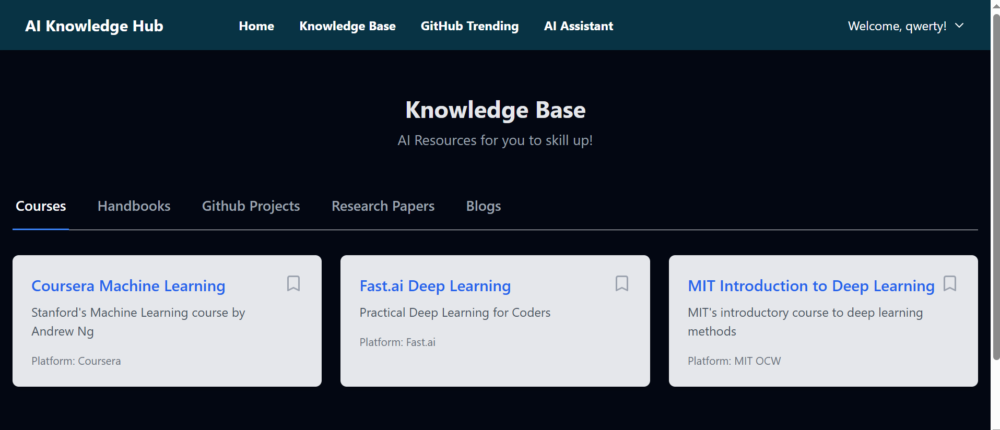 AI Knowledge Hub
Home
Knowledge Base
GitHub Trending
AI Assistant
Welcome, qwerty!
Knowledge Base
AI Resources for you to skill up!
Courses
Handbooks
Github Projects
Research Papers
Blogs
Coursera Machine Learning
Stanford's Machine Learning course by
Andrew Ng
Platform: Coursera
Fast.ai Deep Learning
Practical Deep Learning for Coders
Platform: Fast.ai
MIT Introduction to Deep Learning
MIT's introductory course to deep learning
methods
Platform: MIT OCW